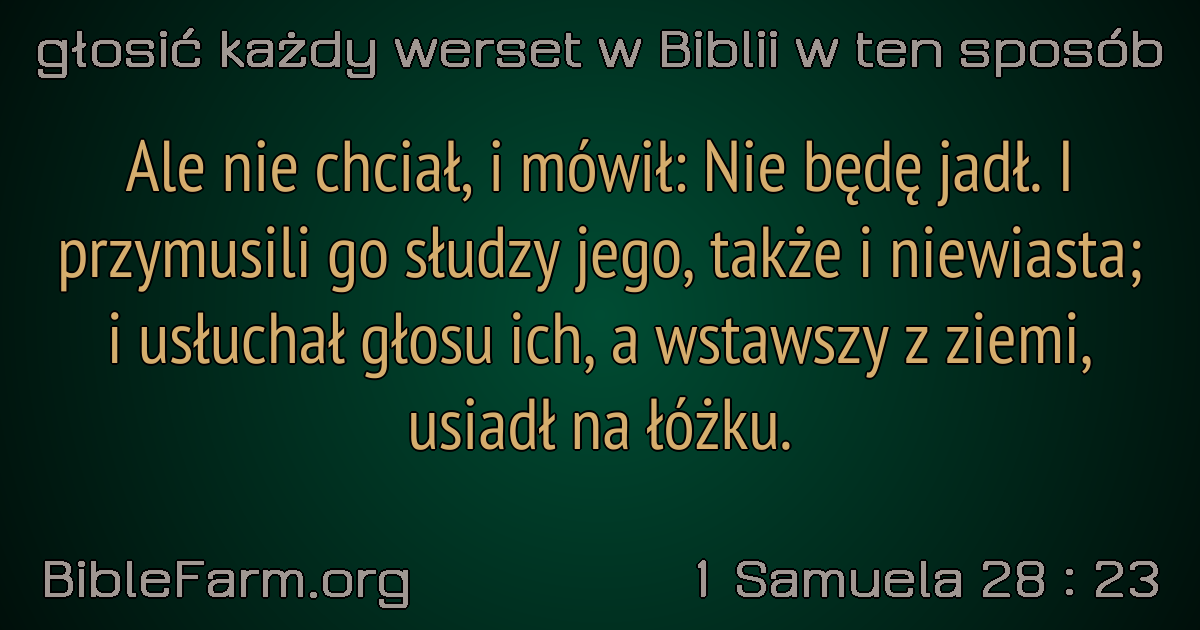 głosić każdy werset w Biblii w ten sposób
Ale nie chciał, i mówił: Nie będę jadł. I
przymusili go słudzy jego, także i niewiasta;
i usłuchał głosu ich, a wstawszy z ziemi,
usiadł na łóżku.
BibleFarm.org
1 Samuela 28 : 23